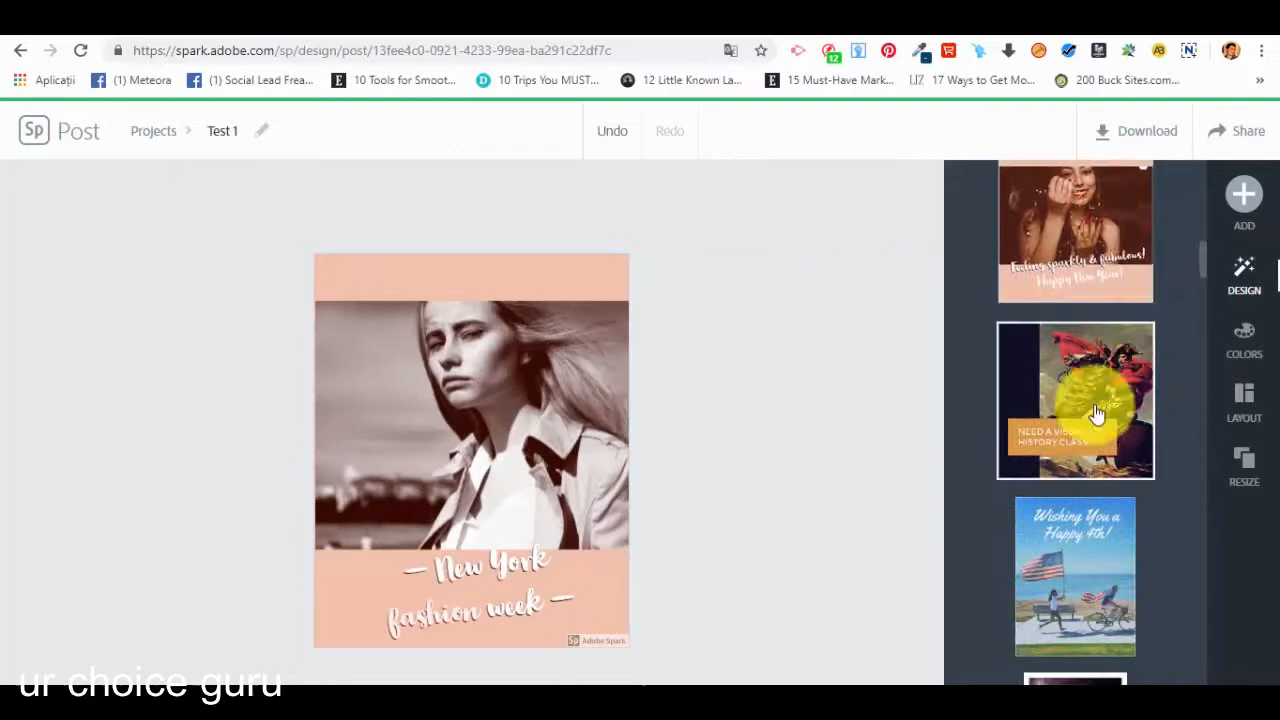 https://spark.adobe.com/sp/design/post/13fee4c0-0921-4233-99ea-ba291c22df7c
12
Aplicații
(1) Meteora
(1) Social Lead Frea...
10 Tools for Smoot...
10 Trips You MUST...
12 Little Known La...
15 Must-Have Mark...
17 Ways to Get Mo...
200 Buck Sites.com...
»
Sp Post
Projects
Test 1
Undo
Redo
Download
Share
ADD
DESIGN
COLORS
LAYOUT
RESIZE
Feeling sparkly & fabulous!
Happy New Year!
NEED A
HISTORY CLASS
Wishing You a
Happy 4th!
— New York
fashion week —
Sp Adobe Spark
ur choice guru